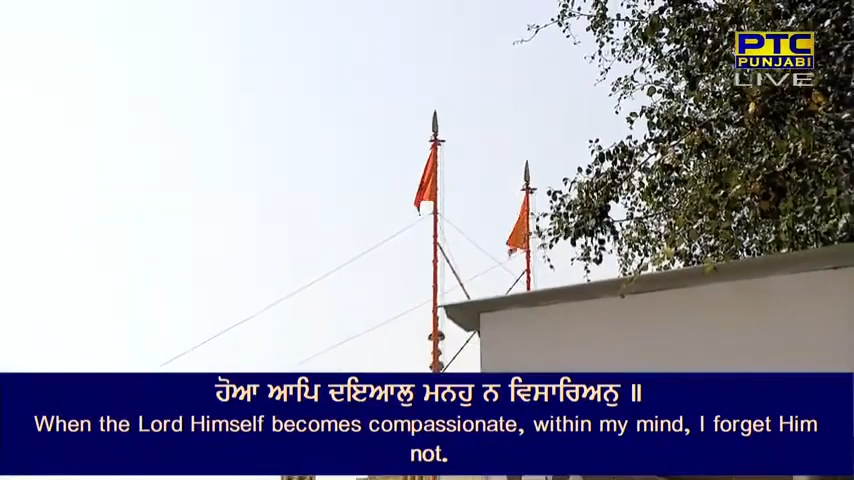 PTC
PUNJABI
LIVE
ਹੋਆ ਆਪਿ ਦਇਆਲੁ ਮਨਹੁ ਨ ਵਿਸਾਰਿਅਨੁ ॥
When the Lord Himself becomes compassionate, within my mind, I forget Him
not.